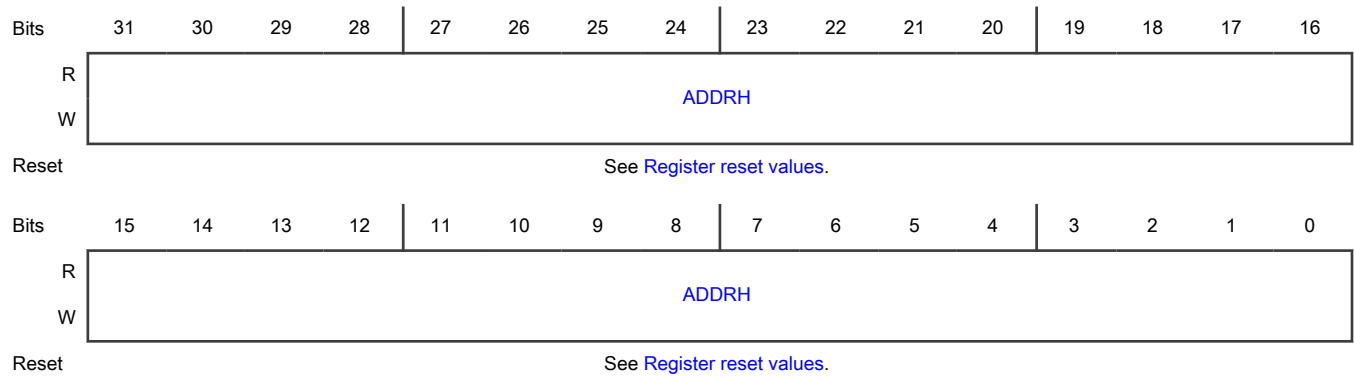 Bits 31 30 29 28 27 26 25 24 23 22 21 20 19 18 17 16
R
ADDRH
W
Reset See Register reset values.
Bits 15 14 13 12 11 10 9 8 7 6 5 4 3 2 1 0
R
ADDRH
W
Reset See Register reset values.